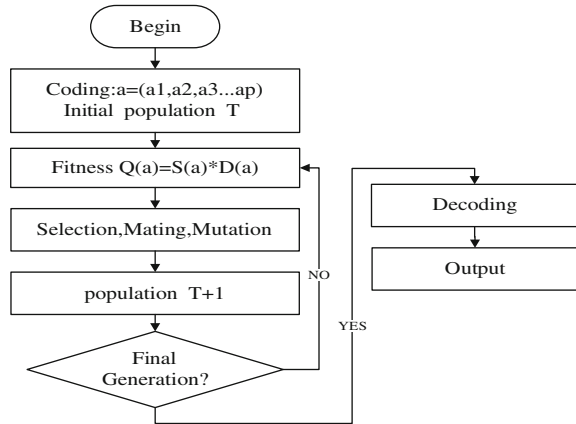 Begin
Coding:a=(a1,a2,a3...ap)
Initial population T
Fitness Q(a)=S(a)*D(a)
Selection,Mating,Mutation
population T+1
Final
Generation?
NO
YES
Decoding
Output